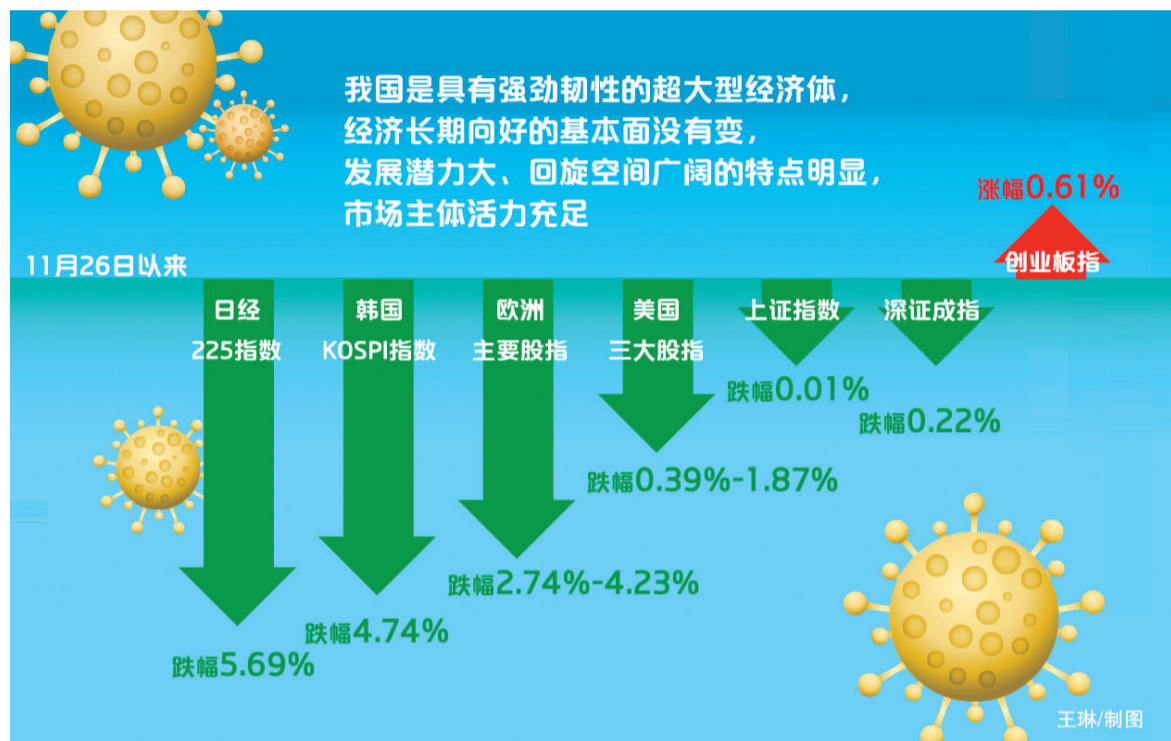 我国是具有强劲韧性的超大型经济体，
经济长期向好的基本面没有变，
发展潜力大、回旋空间广阔的特点明显，
市场主体活力充足
涨幅0.61%
创业板指
11月26日以来
日经
225指数
跌幅5.69%
韩国
KOSPI指数
跌幅4.74%
欧洲
主要股指
跌幅2.74%-4.23%
美国
三大股指
跌幅0.39%-1.87%
上证指数
跌幅0.01%
深证成指
跌幅0.22%
王琳/制图